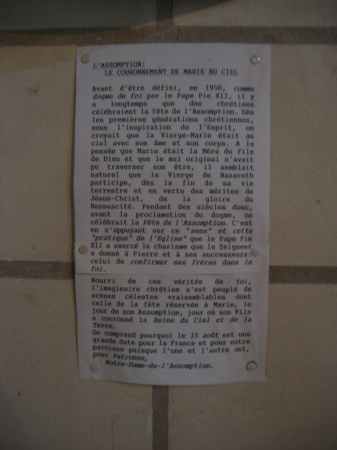 L'ASSOMPTION:
LE COURONNEMENT DE MARIE AU CIEL
Avant d'être défini, en 1950, comme
dogme de foi par le Pape Pie XII, il y
a longtemps que des chrétiens
célébraient la Fête de l'Assomption. Dès
les premières générations chrétiennes,
sous l'inspiration de l'Esprit, on
croyait que la Vierge-Marie était au
ciel avec son âme et son corps. A la
pensée que Marie était la Mère du Fils
de Dieu et que le mal originel n'avait
pu traverser son être, il semblait
naturel que la Vierge de Nazareth
participe, dès la fin de sa vie
terrestre et en vertu des mérites de
Jésus-Christ, de la gloire du
Ressuscité. Pendant des siècles donc,
avant la proclamation du dogme, on
célébrait la Fête de l'Assomption. C'est
en s'appuyant sur ce "sens" et cette
"pratique" de l'Eglise" que le Pape Pie
XII a exercé le charisme que le Seigneur
a donné à Pierre et à ses successeurs:
celui de confirmer ses frères dans la
foi.
Nourri de ces vérités de foi,
l'imaginaire chrétien s'est peuplé de
scènes célestes vraisemblables dont
celle de la fête réservée à Marie, le
jour de son Assomption, jour où son Fils
a couronné la Reine du Ciel et de la
Terre.
On comprend pourquoi le 15 août est une
grande date pour la France et pour notre
paroisse puisque l'une et l'autre ont,
pour Patronne,
Notre-Dame-de-l'Assomption.